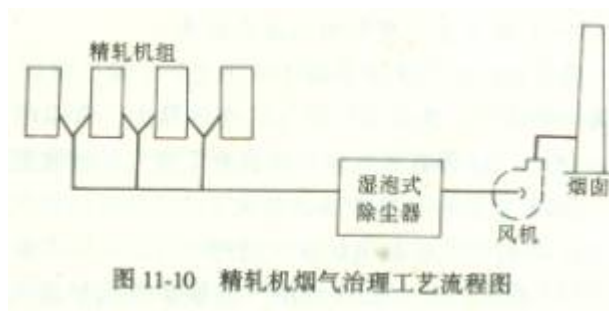 精轧机组
湿泡式
除尘器
风机
烟囱
图 11-10 精轧机烟气治理工艺流程图